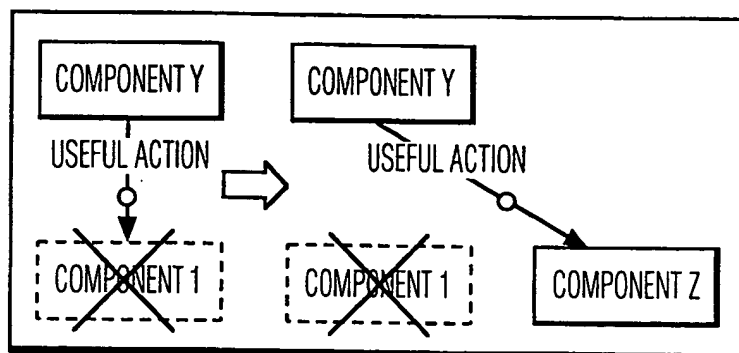 COMPONENT Y
USEFUL ACTION
COMPONENT 1
COMPONENT Y
USEFUL ACTION
COMPONENT 1
COMPONENT Z